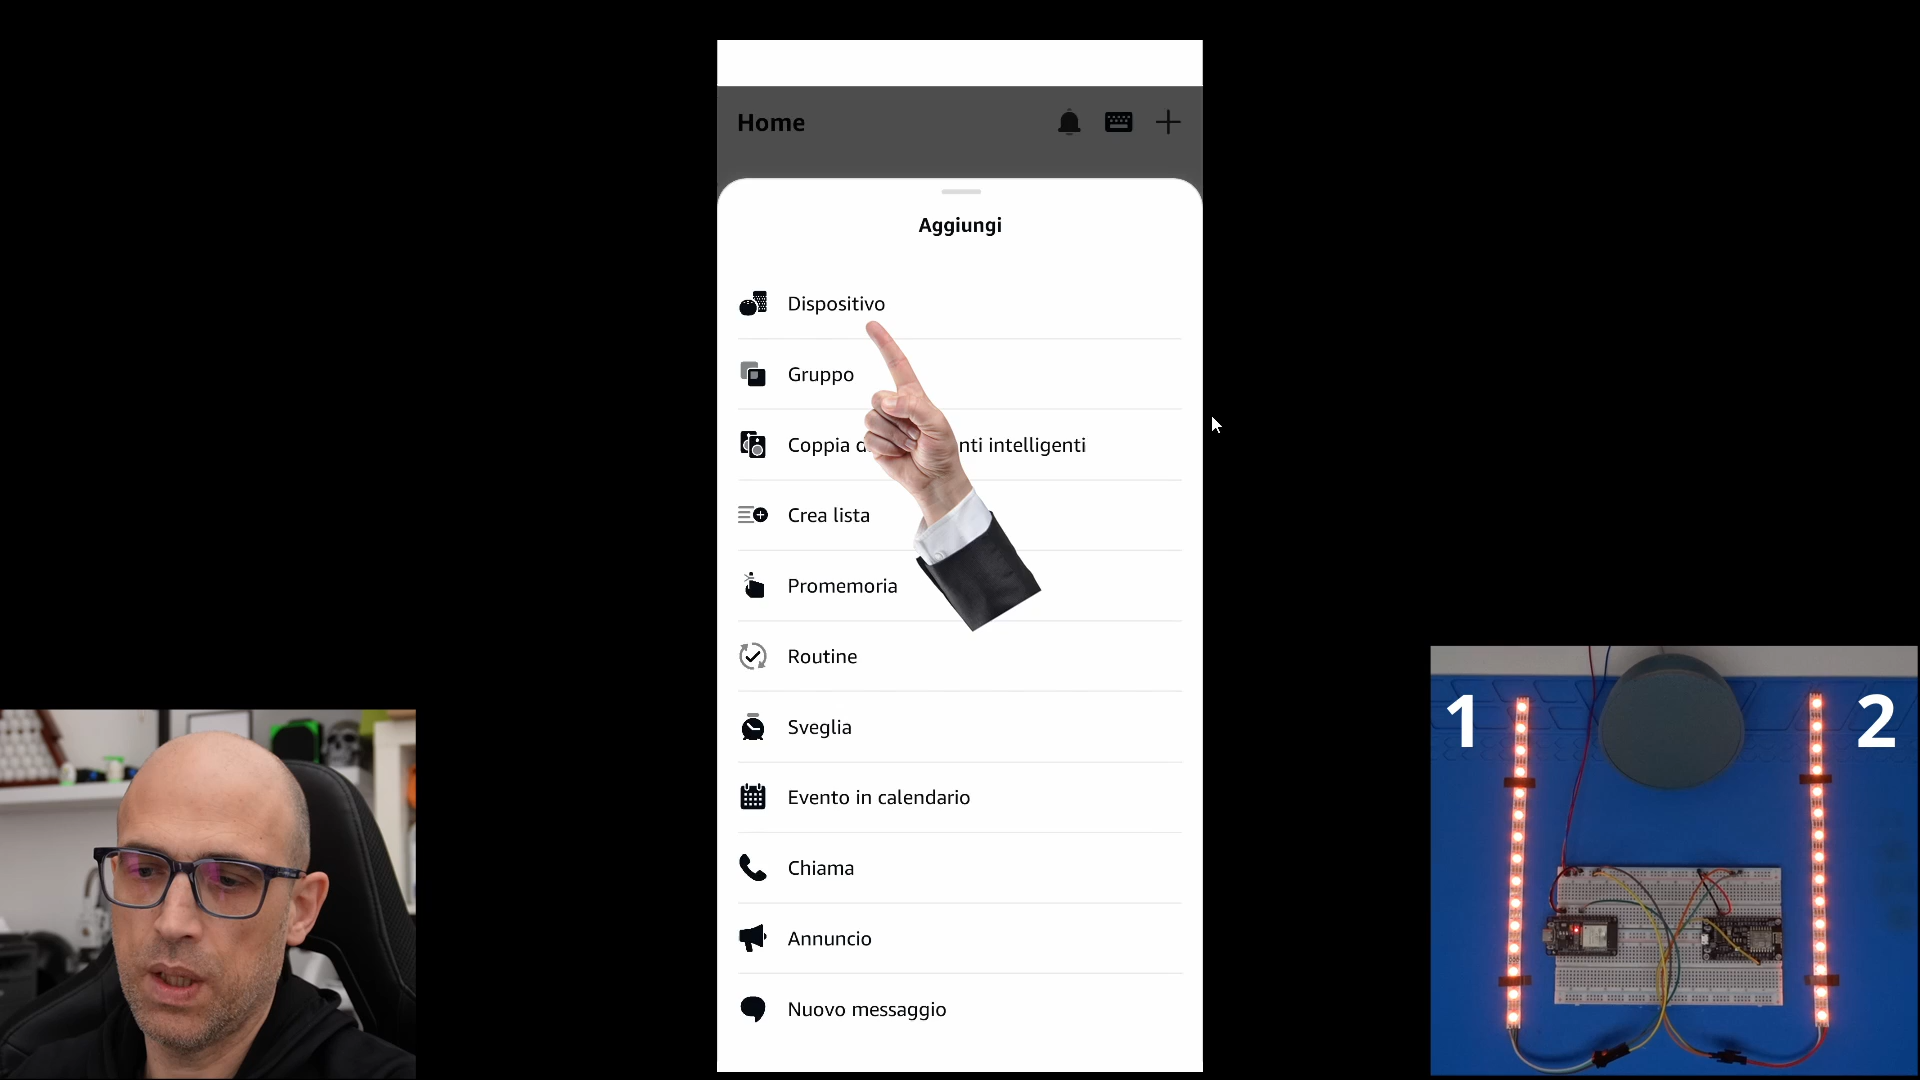 Home
Aggiungi
Dispositivo
Gruppo
Coppia d nti intelligenti
Crea lista
Promemoria
Routine
Sveglia
Evento in calendario
Chiama
Annuncio
Nuovo messaggio
1
2